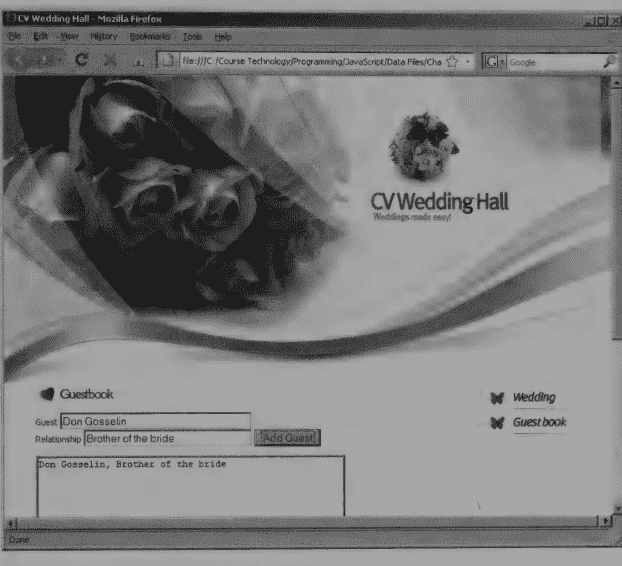 CV Wedding Hall - Mozilla Firefox
File Edit View History Bookmarks Tools Help
file:///C:/Course Technology/Programming/JavaScript/Data Files/Cha
G Google
CV Wedding Hall
Weddings made easy!
Guestbook
Wedding
Guest Don Gosselin
Guest book
Relationship Brother of the bride Add Guest
Don Gosselin, Brother of the bride
Done